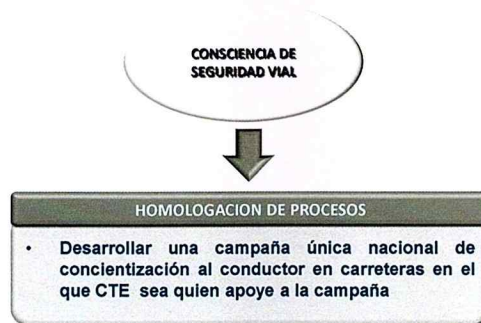 CONSCIENCIA DE
SEGURIDAD VIAL
HOMOLOGACION DE PROCESOS
• Desarrollar una campaña única nacional de
concientización al conductor en carreteras en el
que CTE sea quien apoye a la campaña